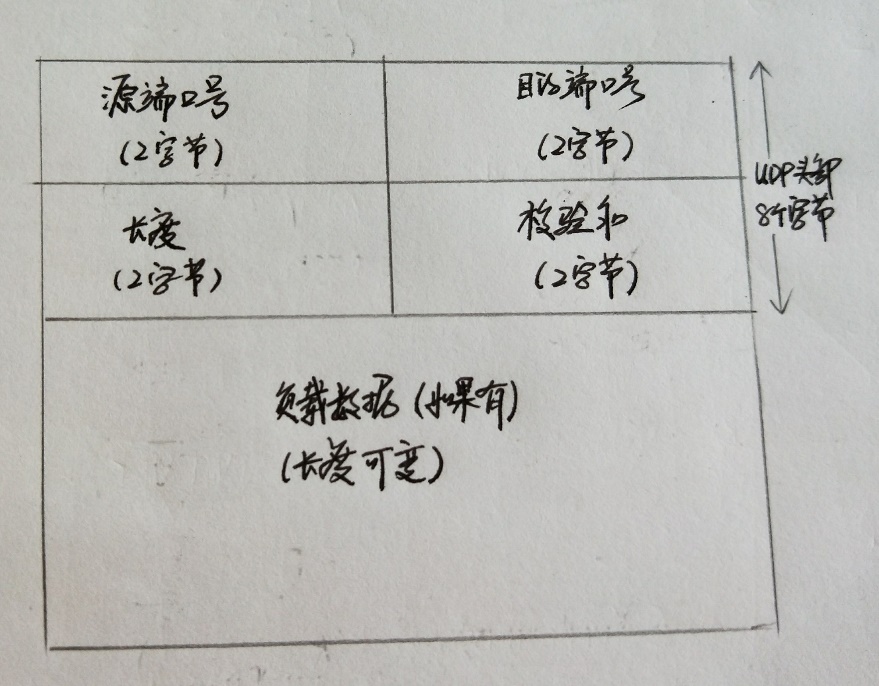 源端口号
(2字节)
目的端口号
(2字节)
UDP头部
8个字节
长度
(2字节)
校验和
(2字节)
负载数据(如果有)
(长度可变)